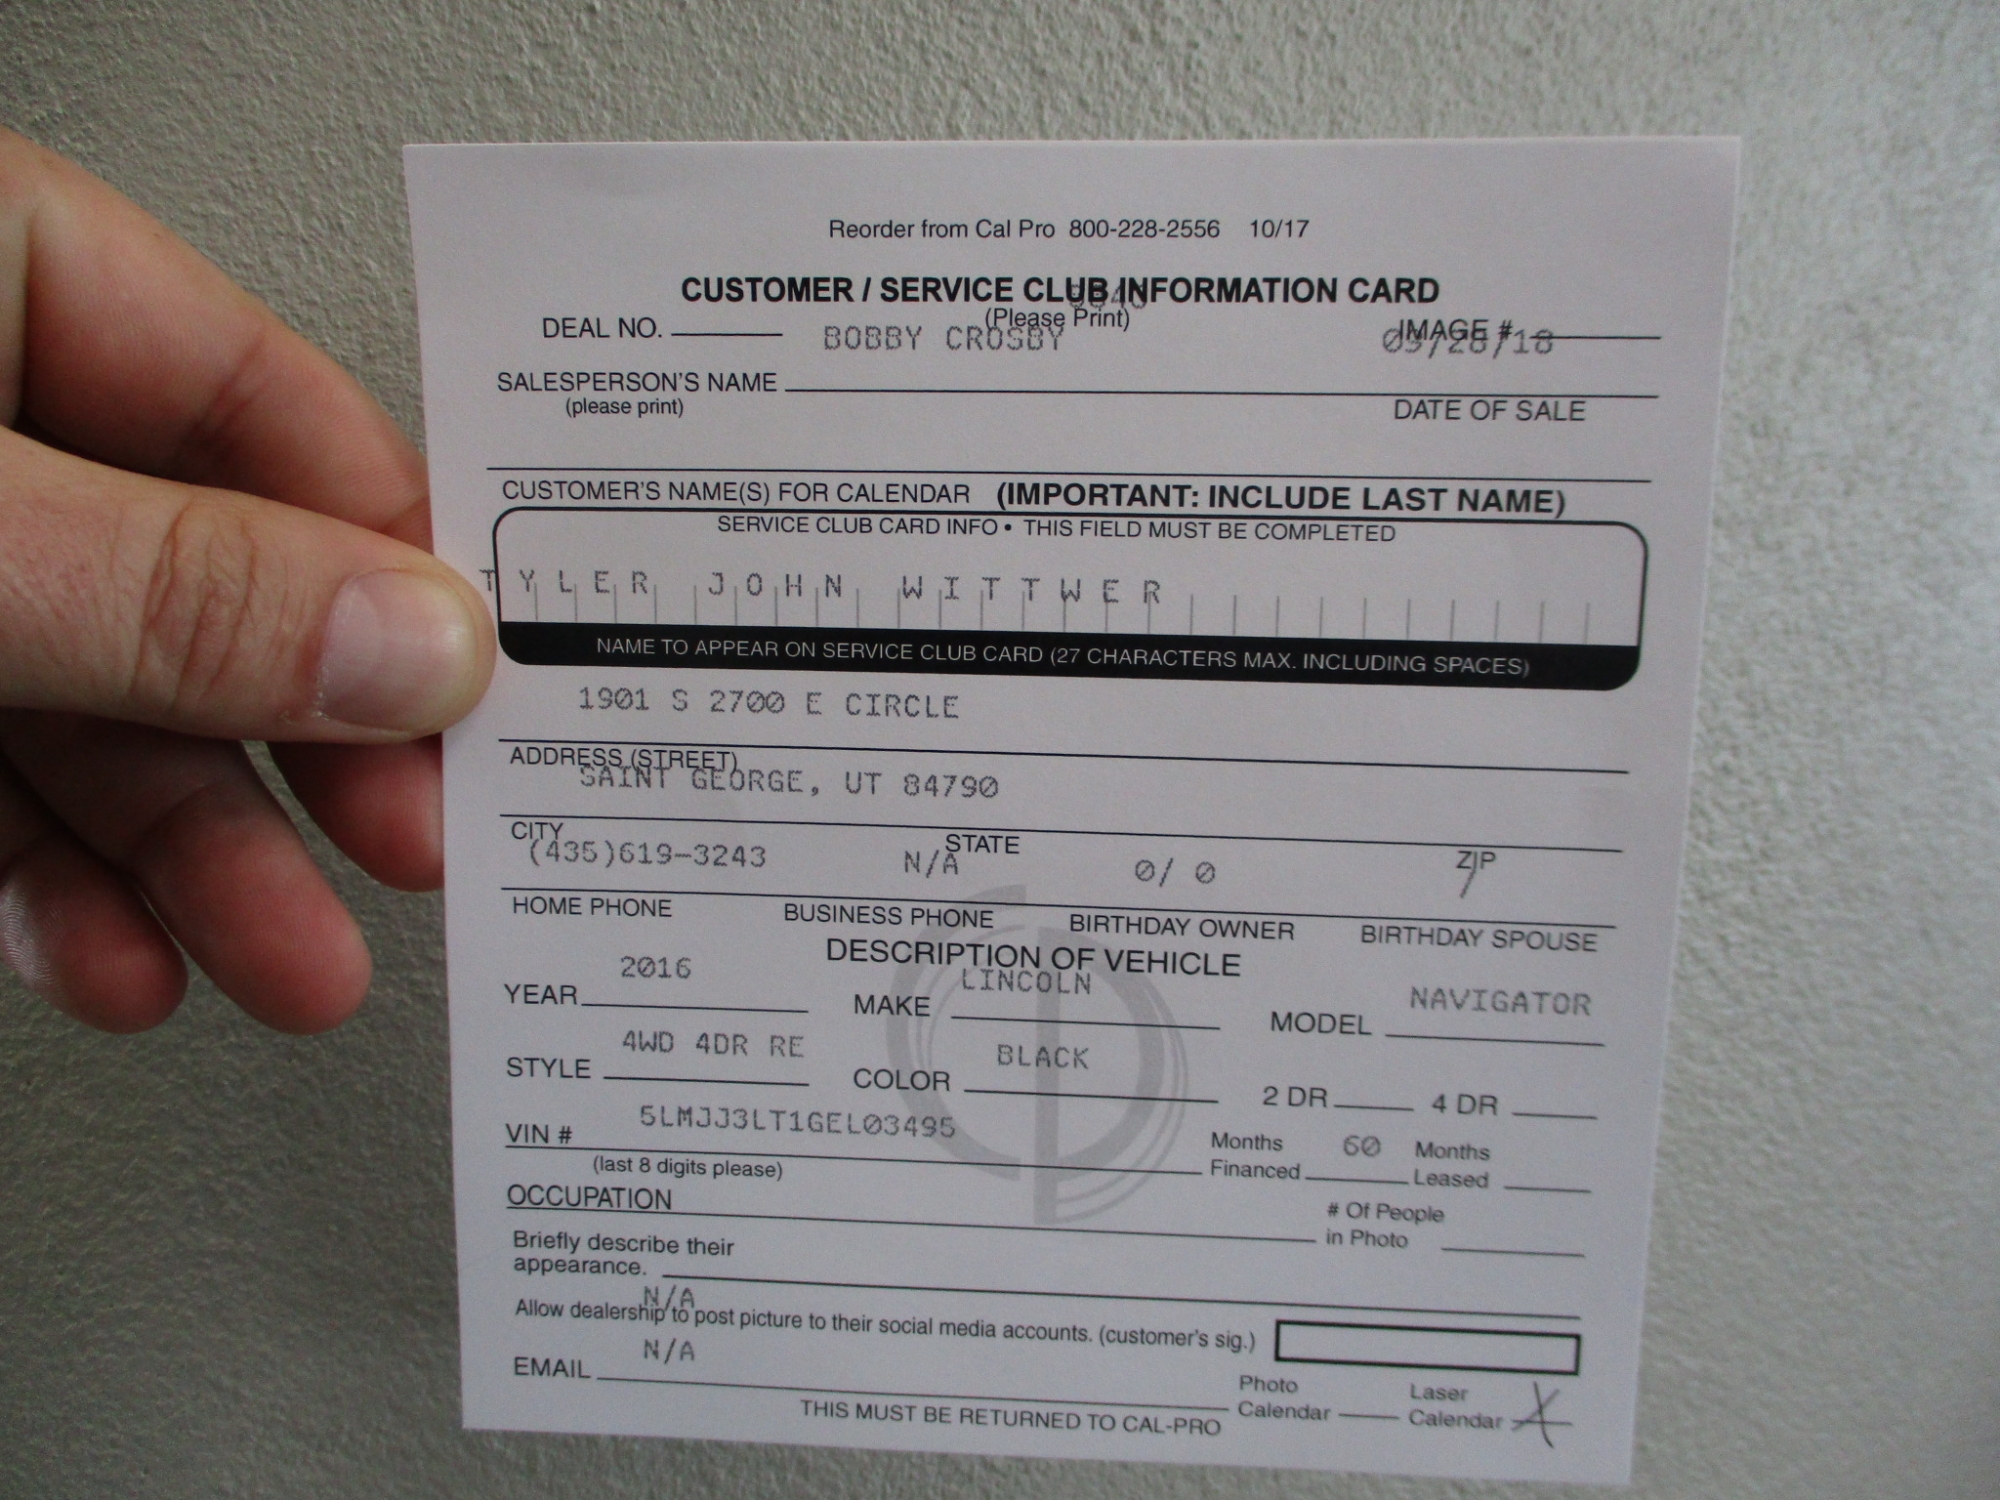 Reorder from Cal Pro 800-228-2556 10/17
CUSTOMER / SERVICE CLUB INFORMATION CARD
(Please Print)
DEAL NO. BOBBY CROSBY IMAGE #
SALESPERSON'S NAME
(please print) DATE OF SALE
CUSTOMER'S NAME(S) FOR CALENDAR (IMPORTANT: INCLUDE LAST NAME)
SERVICE CLUB CARD INFO • THIS FIELD MUST BE COMPLETED
TYLER JOHN WITTWER
NAME TO APPEAR ON SERVICE CLUB CARD (27 CHARACTERS MAX. INCLUDING SPACES)
1901 S 2700 E CIRCLE
ADDRESS (STREET)
SAINT GEORGE, UT 84790
CITY STATE ZIP
(435)619-3243 N/A 0/ 0 /
HOME PHONE BUSINESS PHONE BIRTHDAY OWNER BIRTHDAY SPOUSE
DESCRIPTION OF VEHICLE
YEAR 2016 MAKE LINCOLN MODEL NAVIGATOR
STYLE 4WD 4DR RE COLOR BLACK 2 DR 4 DR
VIN # 5LMJJ3LT1GEL03495 Months Financed 60 Months Leased
(last 8 digits please)
OCCUPATION # Of People in Photo
Briefly describe their
appearance.
N/A
Allow dealership to post picture to their social media accounts. (customer's sig.)
EMAIL N/A
Photo Calendar Laser Calendar X
THIS MUST BE RETURNED TO CAL-PRO